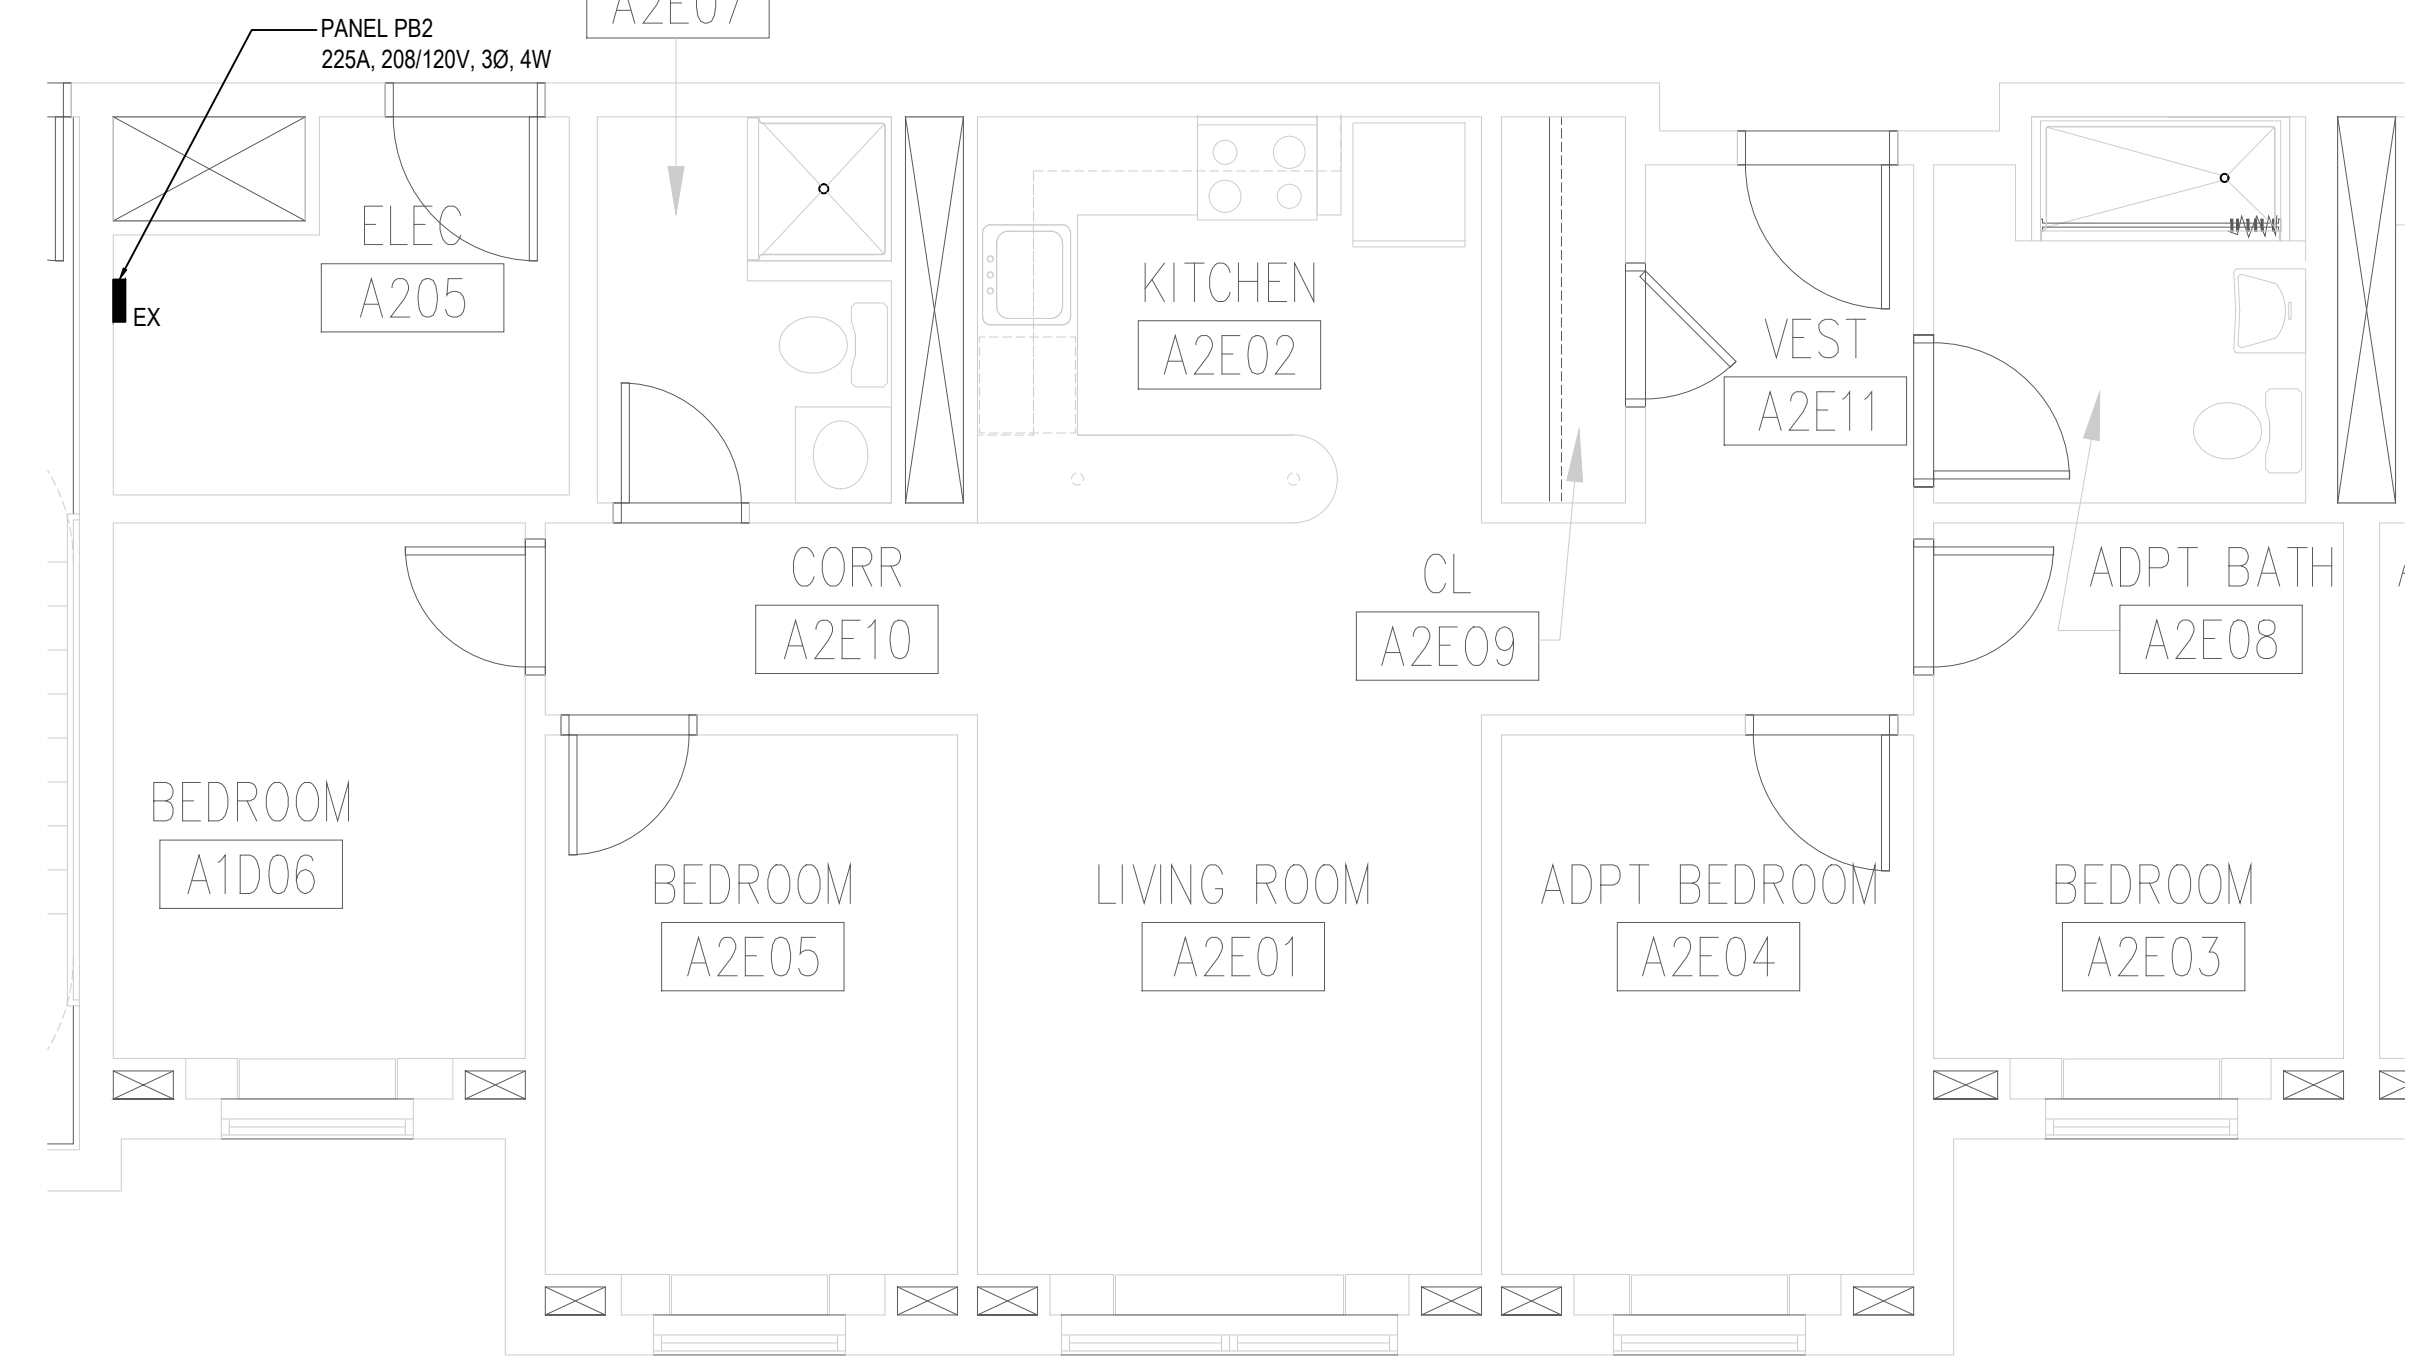 A2E07
PANEL PB2
225A, 208/120V, 3Ø, 4W
ELEC
A205
EX
KITCHEN
A2E02
VEST
A2E11
CORR
A2E10
CL
A2E09
ADPT BATH
A2E08
BEDROOM
A1D06
BEDROOM
A2E05
LIVING ROOM
A2E01
ADPT BEDROOM
A2E04
BEDROOM
A2E03